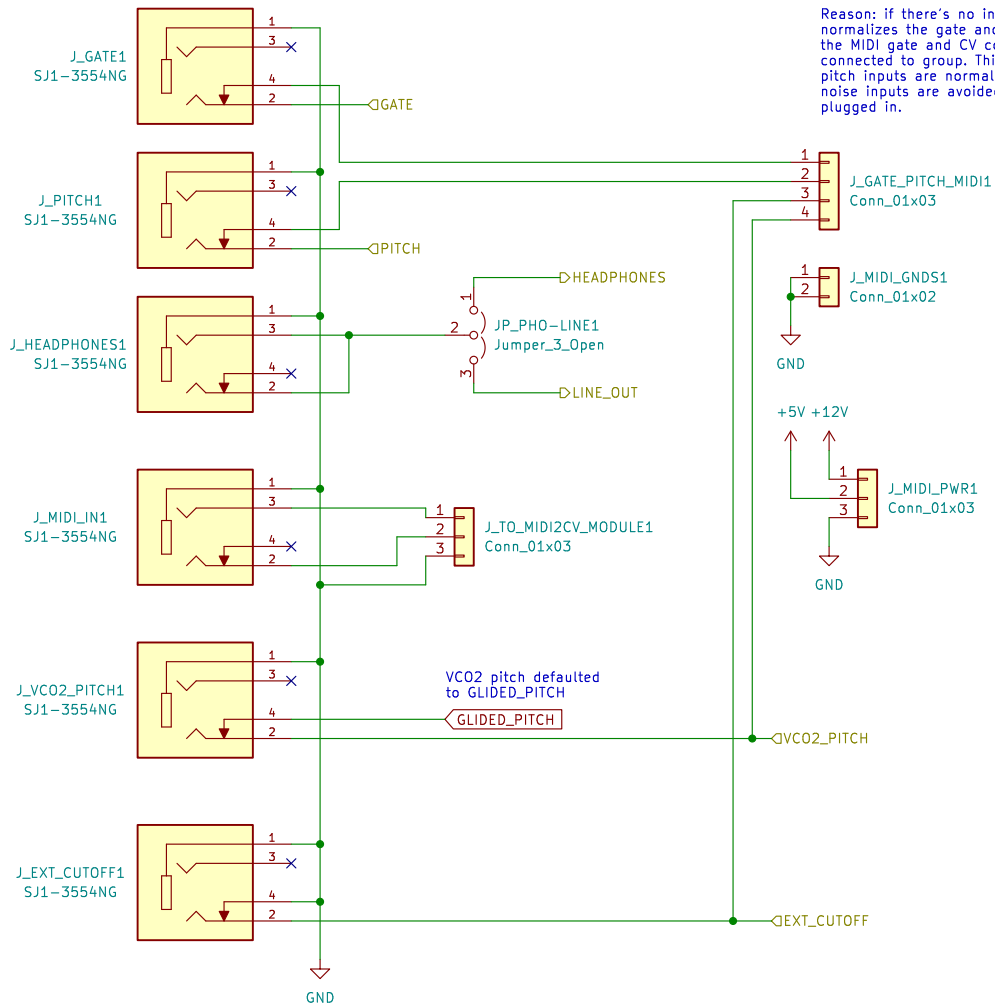 Reason: if there's no in
normalizes the gate and
the MIDI gate and CV co
connected to group. Thi
pitch inputs are normal
noise inputs are avoided
plugged in.
J_GATE1
SJ1-3554NG
1
3
4
2
GATE
J_PITCH1
SJ1-3554NG
1
3
4
2
PITCH
1
2
3
4
J_GATE_PITCH_MIDI1
Conn_01x03
1
2
J_MIDI_GNDS1
Conn_01x02
GND
J_HEADPHONES1
SJ1-3554NG
1
3
4
2
HEADPHONES
1
2
3
JP_PHO-LINE1
Jumper_3_Open
LINE_OUT
+5V +12V
1
2
3
J_MIDI_PWR1
Conn_01x03
GND
J_MIDI_IN1
SJ1-3554NG
1
3
4
2
1
2
3
J_TO_MIDI2CV_MODULE1
Conn_01x03
J_VCO2_PITCH1
SJ1-3554NG
1
3
4
2
VCO2 pitch defaulted
to GLIDED_PITCH
GLIDED_PITCH
VCO2_PITCH
J_EXT_CUTOFF1
SJ1-3554NG
1
3
4
2
EXT_CUTOFF
GND